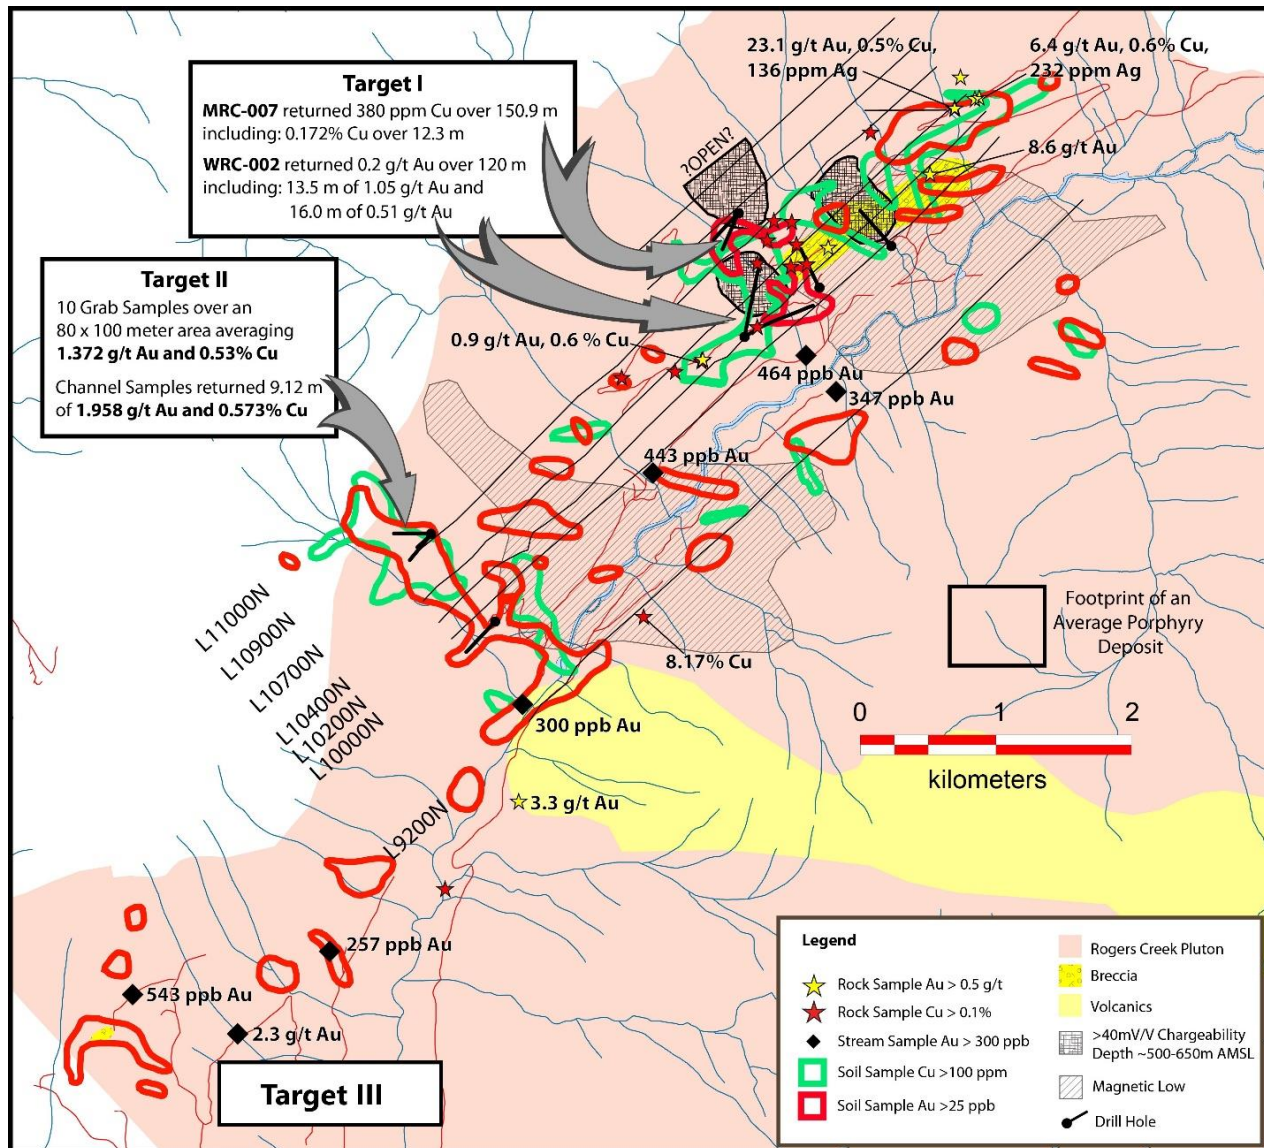 Target I
MRC-007 returned 380 ppm Cu over 150.9 m
including: 0.172% Cu over 12.3 m
WRC-002 returned 0.2 g/t Au over 120 m
including: 13.5 m of 1.05 g/t Au and
16.0 m of 0.51 g/t Au
23.1 g/t Au, 0.5% Cu,
136 ppm Ag
6.4 g/t Au, 0.6% Cu,
232 ppm Ag
?OPEN?
8.6 g/t Au
Target II
10 Grab Samples over an
80 x 100 meter area averaging
1.372 g/t Au and 0.53% Cu
Channel Samples returned 9.12 m
of 1.958 g/t Au and 0.573% Cu
0.9 g/t Au, 0.6 % Cu
464 ppb Au
347 ppb Au
443 ppb Au
L11000N
L10900N
L10700N
L10400N
L10200N
L10000N
L9200N
8.17% Cu
Footprint of an
Average Porphyry
Deposit
300 ppb Au
0 1 2
kilometers
3.3 g/t Au
257 ppb Au
543 ppb Au
2.3 g/t Au
Target III
Legend
Rock Sample Au > 0.5 g/t
Rock Sample Cu > 0.1%
Stream Sample Au > 300 ppb
Soil Sample Cu >100 ppm
Soil Sample Au >25 ppb
Rogers Creek Pluton
Breccia
Volcanics
>40mV/V Chargeability
Depth ~500-650m AMSL
Magnetic Low
Drill Hole